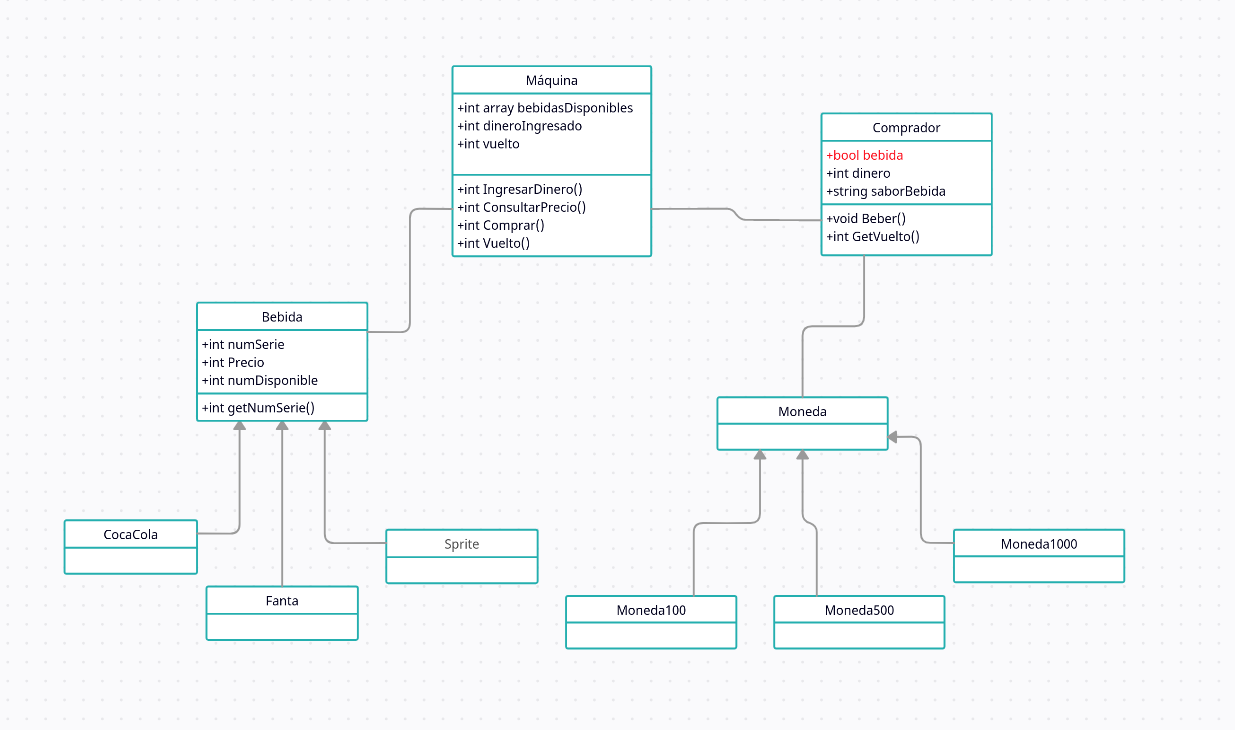 Máquina
+int array bebidasDisponibles
+int dineroIngresado
+int vuelto
+int IngresarDinero()
+int ConsultarPrecio()
+int Comprar()
+int Vuelto()
Comprador
+bool bebida
+int dinero
+string saborBebida
+void Beber()
+int GetVuelto()
Bebida
+int numSerie
+int Precio
+int numDisponible
+int getNumSerie()
Moneda
CocaCola
Sprite
Moneda1000
Fanta
Moneda100
Moneda500